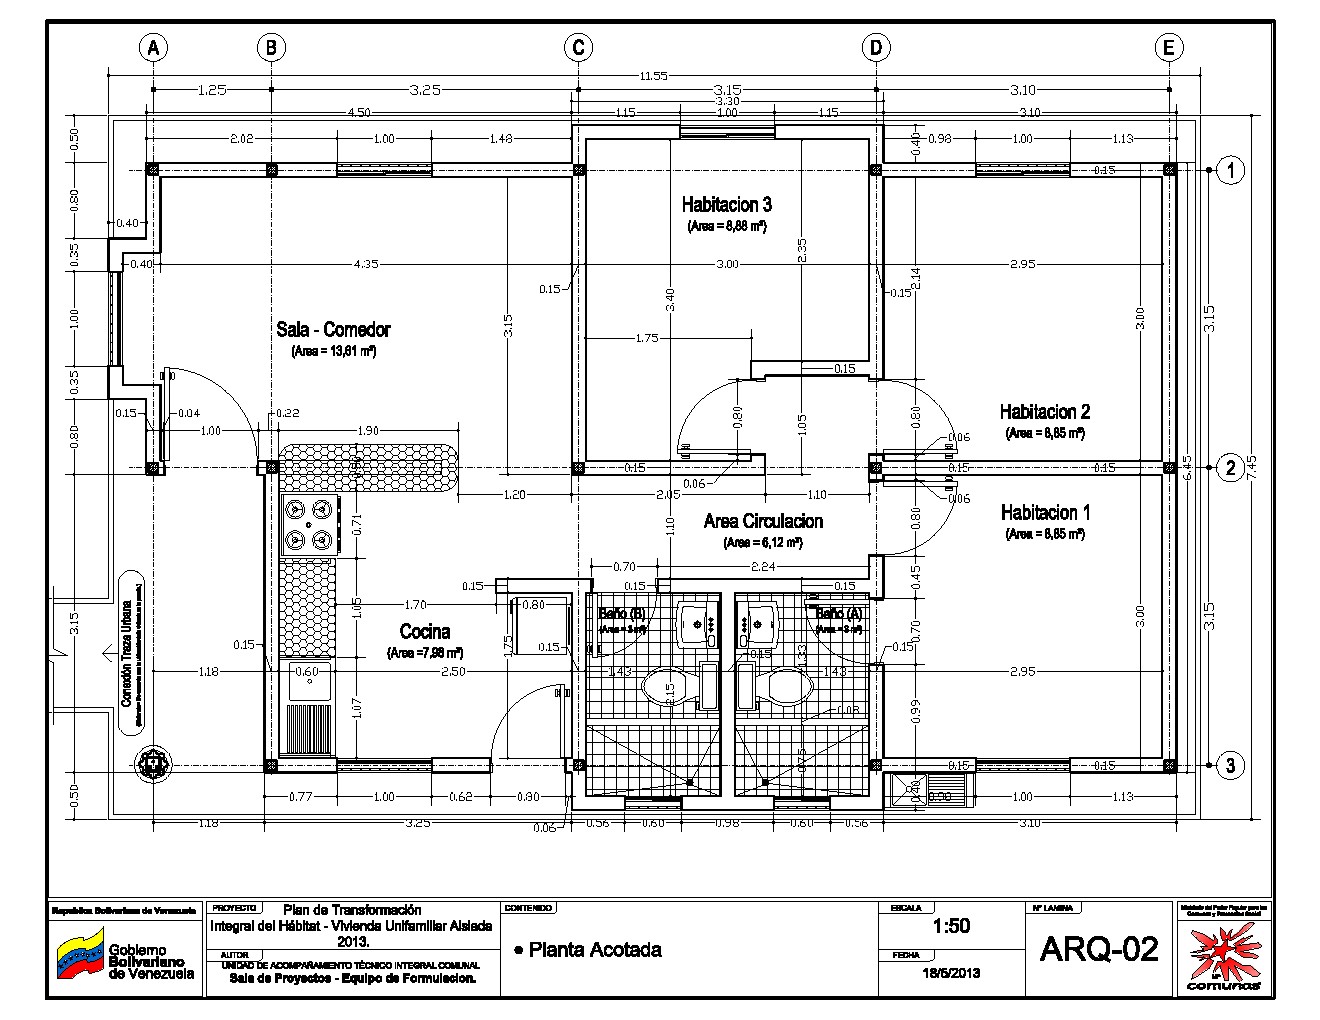 A B C D E
11.55
1.25 3.25 3.15 3.10
3.30
4.50 1.15 1.00 1.15 3.10
0.50 2.02 1.00 1.48 0.40 0.98 1.00 1.13
0.15 1
0.80
Habitacion 3
(Area = 8,88 m²)
0.40
0.35 2.35
0.40 4.35 3.00 2.14 2.95
0.15 3.40 0.15
1.00 3.15 3.00 3.15
Sala - Comedor
(Area = 13,61 m²)
1.75
0.35 0.15
Habitacion 2
(Area = 8,85 m²)
0.15 0.04 0.22 0.80 1.05 0.80
0.80 1.00 1.90 0.06
0.15 0.15 0.15 2
0.06 6.45 7.45
1.20 2.05 1.10 0.06
Habitacion 1
(Area = 8,85 m²)
0.71 1.10 0.80
Area Circulacion
(Area = 6,12 m²)
0.70 2.24 0.45
0.15 0.15
Conexión Traza Urbana
3.15 1.05 1.70 0.80 3.00 3.15
Baño (B) Baño (A)
(Area = 3 m²) (Area = 3 m²)
Cocina
(Area =7,98 m²)
0.70
0.15 1.75 0.15 0.15 1.33 0.15
1.18 0.60 2.50 1.43 1.43 2.95
1.07 2.15 0.08 0.99
0.15 0.15 3
0.75
0.50 0.77 1.00 0.62 0.80 0.40 0.98 1.00 1.13
1.18 3.25 0.06 0.56 0.60 0.98 0.60 0.56 3.10
Republica Bolivariana de Venezuela
Gobierno
Bolivariano
de Venezuela
PROYECTO Plan de Transformación
Integral del Hábitat - Vivienda Unifamiliar Aislada
2013.
AUTOR
UNIDAD DE ACOMPAÑAMIENTO TÉCNICO INTEGRAL COMUNAL
Sala de Proyectos - Equipo de Formulacion.
CONTENIDO
• Planta Acotada
ESCALA
1:50
FECHA
18/6/2013
Nº LAMINA
ARQ-02
Ministerio del Poder Popular para las
Comunas y Protección Social
comunas